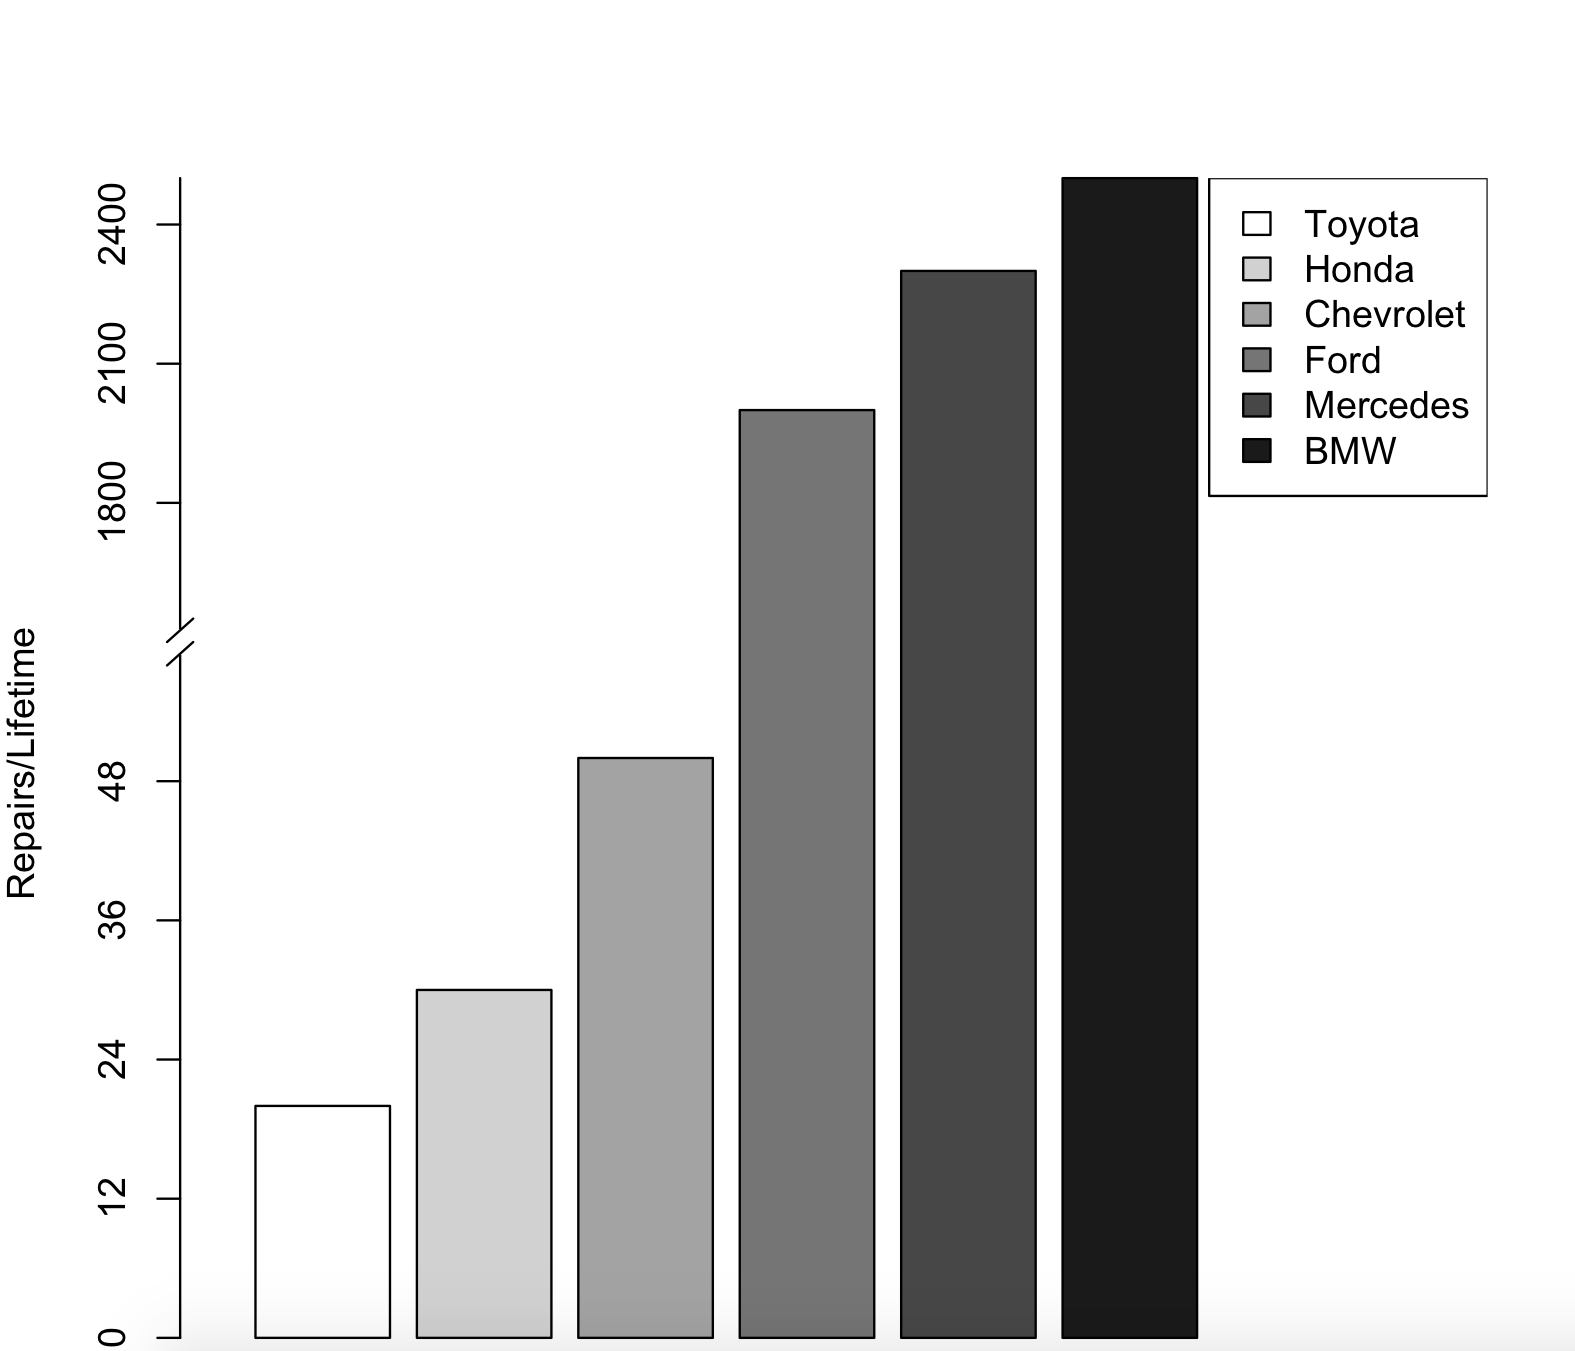 Repairs/Lifetime
2400
2100
1800
48
36
24
12
0
Toyota
Honda
Chevrolet
Ford
Mercedes
BMW